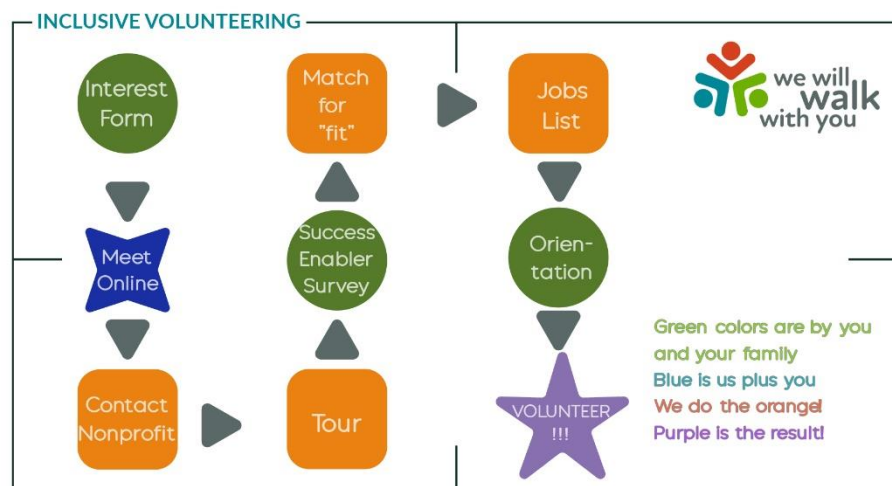 INCLUSIVE VOLUNTEERING
Interest
Form
Meet
Online
Contact
Nonprofit
Tour
Success
Enabler
Survey
Match
for
"fit"
Jobs
List
Orien-
tation
VOLUNTEER
!!!
we will
walk
with you
Green colors are by you
and your family
Blue is us plus you
We do the orange!
Purple is the result!